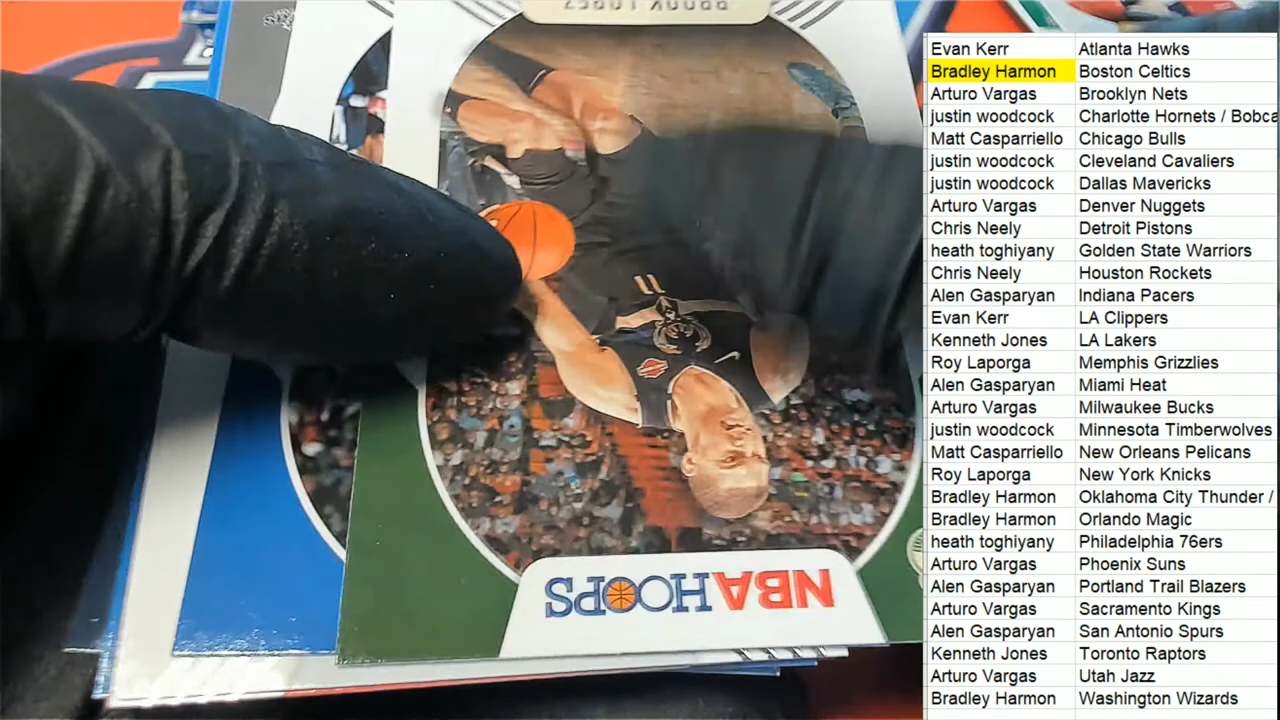 BROOK LOPEZ
11
NBA HOOPS
Evan Kerr Atlanta Hawks
Bradley Harmon Boston Celtics
Arturo Vargas Brooklyn Nets
justin woodcock Charlotte Hornets / Bobca
Matt Casparriello Chicago Bulls
justin woodcock Cleveland Cavaliers
justin woodcock Dallas Mavericks
Arturo Vargas Denver Nuggets
Chris Neely Detroit Pistons
heath toghiyany Golden State Warriors
Chris Neely Houston Rockets
Alen Gasparyan Indiana Pacers
Evan Kerr LA Clippers
Kenneth Jones LA Lakers
Roy Laporga Memphis Grizzlies
Alen Gasparyan Miami Heat
Arturo Vargas Milwaukee Bucks
justin woodcock Minnesota Timberwolves
Matt Casparriello New Orleans Pelicans
Roy Laporga New York Knicks
Bradley Harmon Oklahoma City Thunder /
Bradley Harmon Orlando Magic
heath toghiyany Philadelphia 76ers
Arturo Vargas Phoenix Suns
Alen Gasparyan Portland Trail Blazers
Arturo Vargas Sacramento Kings
Alen Gasparyan San Antonio Spurs
Kenneth Jones Toronto Raptors
Arturo Vargas Utah Jazz
Bradley Harmon Washington Wizards